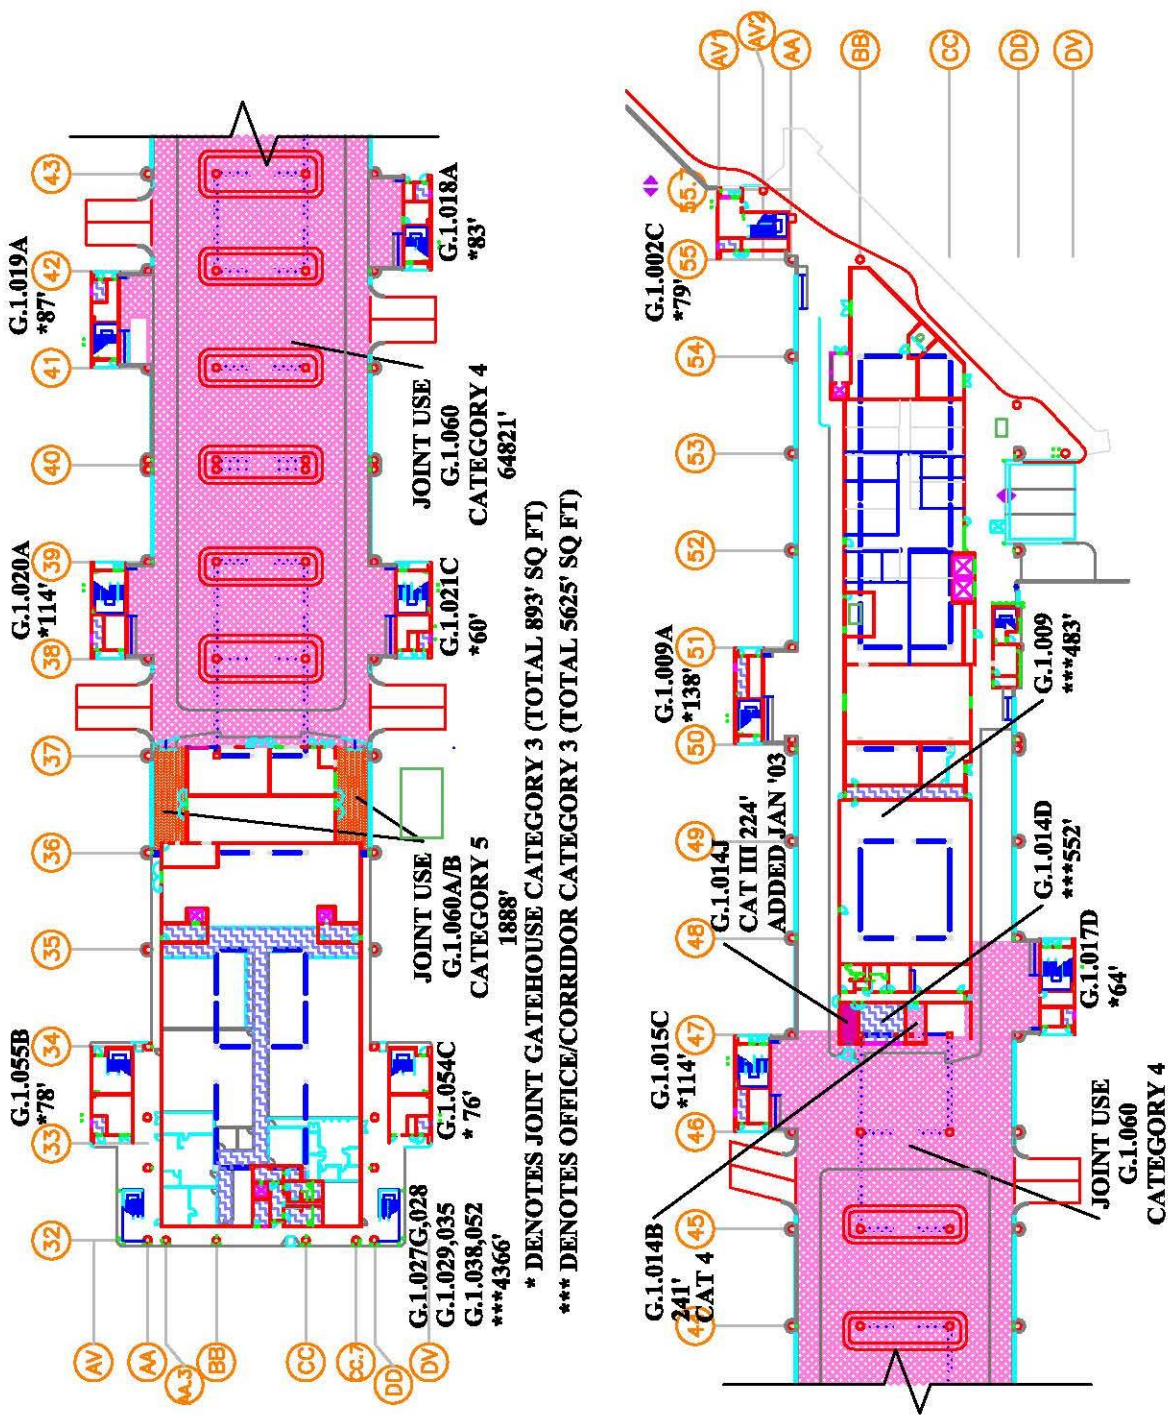 43
42
41
40
39
38
37
36
35
34
33
32
G.1.019A
*87'
G.1.018A
*83'
JOINT USE
G.1.060
CATEGORY 4
64821'
G.1.020A
*114'
G.1.021C
*60'
JOINT USE
G.1.060A/B
CATEGORY 5
1888'
G.1.055B
*78'
G.1.054C
*76'
G.1.027G,028
G.1.029,035
G.1.038,052
***4366'
AV
AA
AA.3
BB
CC
CC.7
DD
DV
* DENOTES JOINT GATEHOUSE CATEGORY 3 (TOTAL 893' SQ FT)
*** DENOTES OFFICE/CORRIDOR CATEGORY 3 (TOTAL 5625' SQ FT)
AV1
AV2
AA
BB
CC
DD
DV
55.7
55
54
53
52
51
50
49
48
47
46
45
44
G.1.002C
*79'
G.1.009A
*138'
G.1.009
***483'
G.1.014J
CAT III 224'
ADDED JAN '03
G.1.014D
***552'
G.1.017D
*64'
G.1.015C
*114'
G.1.014B
241'
CAT 4
JOINT USE
G.1.060
CATEGORY 4